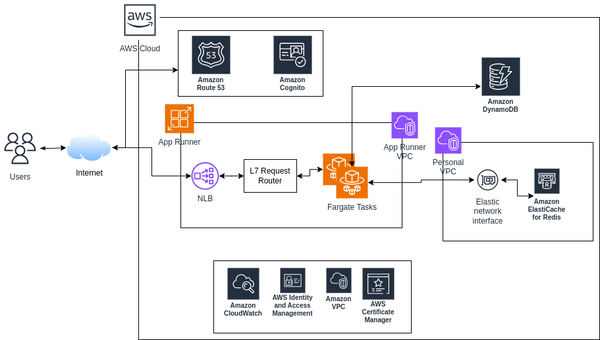 aws
AWS Cloud
53
Amazon
Route 53
Amazon
Cognito
Amazon
DynamoDB
App Runner
App Runner
VPC
Personal
VPC
Users
Internet
NLB
L7 Request
Router
Fargate Tasks
Elastic
network
interface
Amazon
ElastiCache
for Redis
Amazon
CloudWatch
AWS Identity
and Access
Management
Amazon
VPC
AWS
Certificate
Manager